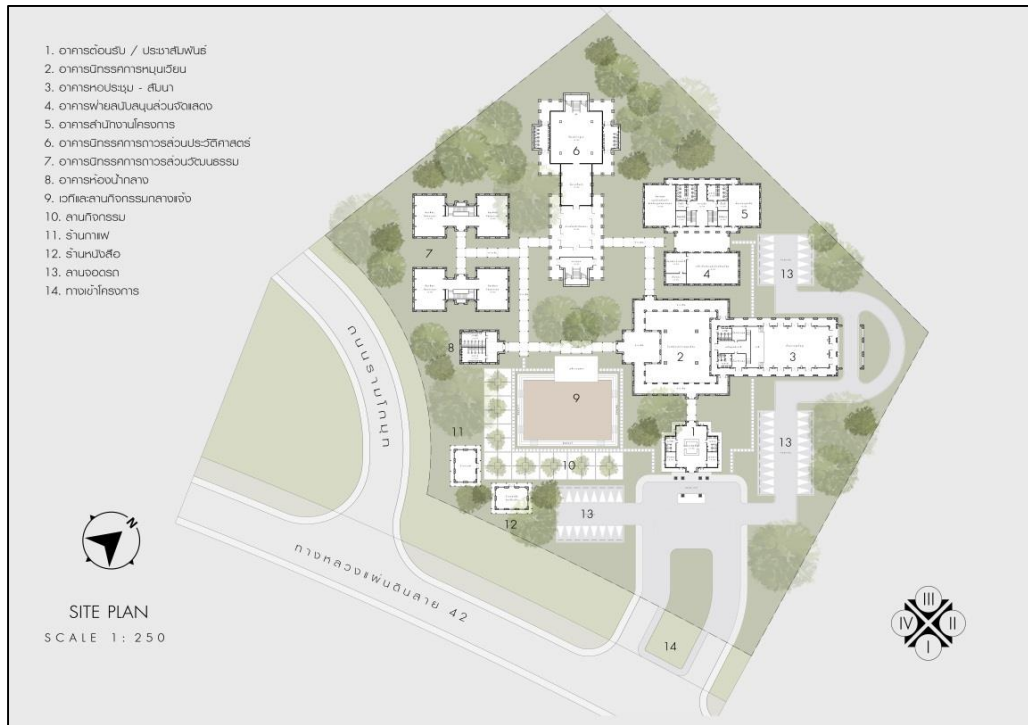 1. อาคารต้อนรับ / ประชาสัมพันธ์
2. อาคารนิทรรศการหมุนเวียน
3. อาคารหอประชุม - สัมนา
4. อาคารฝ่ายสนับสนุนส่วนจัดแสดง
5. อาคารสำนักงานโครงการ
6. อาคารนิทรรศการถาวรส่วนประวัติศาสตร์
7. อาคารนิทรรศการถาวรส่วนวัฒนธรรม
8. อาคารห้องน้ำกลาง
9. เวทีและลานกิจกรรมกลางแจ้ง
10. ลานกิจกรรม
11. ร้านกาแฟ
12. ร้านหนังสือ
13. ลานจอดรถ
14. ทางเข้าโครงการ
6
5
7
4
13
8
2
3
9
1
11
13
10
12
13
14
ถนนรามโกมุท
ทางหลวงแผ่นดินสาย 42
N
SITE PLAN
SCALE 1: 250
III
IV
II
I